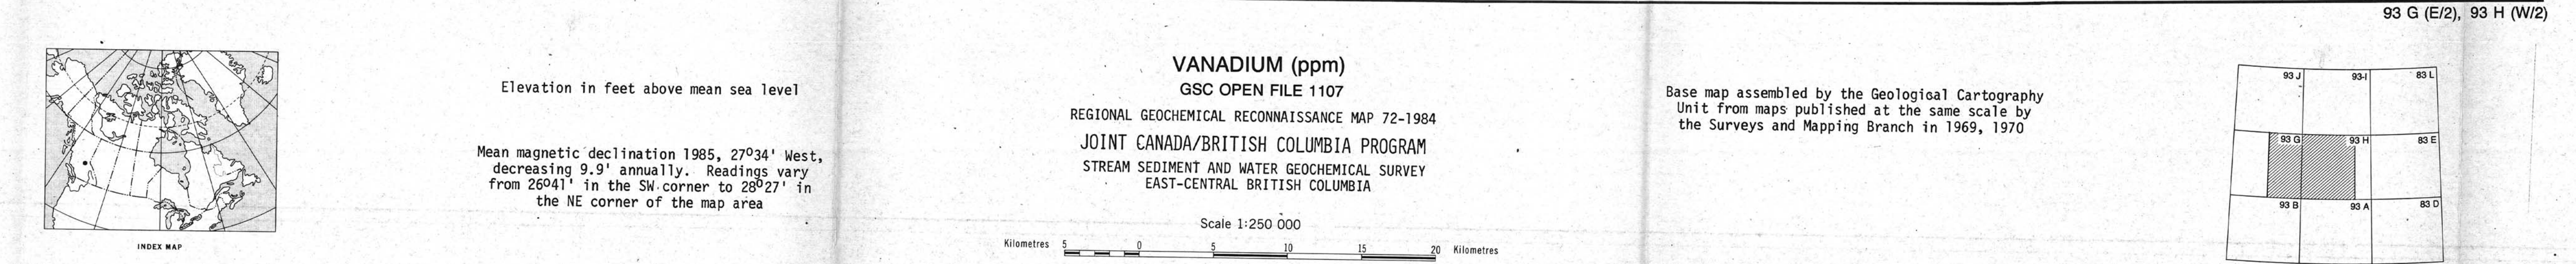 93 G (E/2), 93 H (W/2)
INDEX MAP
Elevation in feet above mean sea level
Mean magnetic declination 1985, 27°34' West,
decreasing 9.9' annually. Readings vary
from 26°41' in the SW corner to 28°27' in
the NE corner of the map area
VANADIUM (ppm)
GSC OPEN FILE 1107
REGIONAL GEOCHEMICAL RECONNAISSANCE MAP 72-1984
JOINT CANADA/BRITISH COLUMBIA PROGRAM
STREAM SEDIMENT AND WATER GEOCHEMICAL SURVEY
EAST-CENTRAL BRITISH COLUMBIA
Scale 1:250 000
Kilometres 5 0 5 10 15 20 Kilometres
Base map assembled by the Geological Cartography
Unit from maps published at the same scale by
the Surveys and Mapping Branch in 1969, 1970
93 J 93-I 83 L
93 G 93 H 83 E
93 B 93 A 83 D